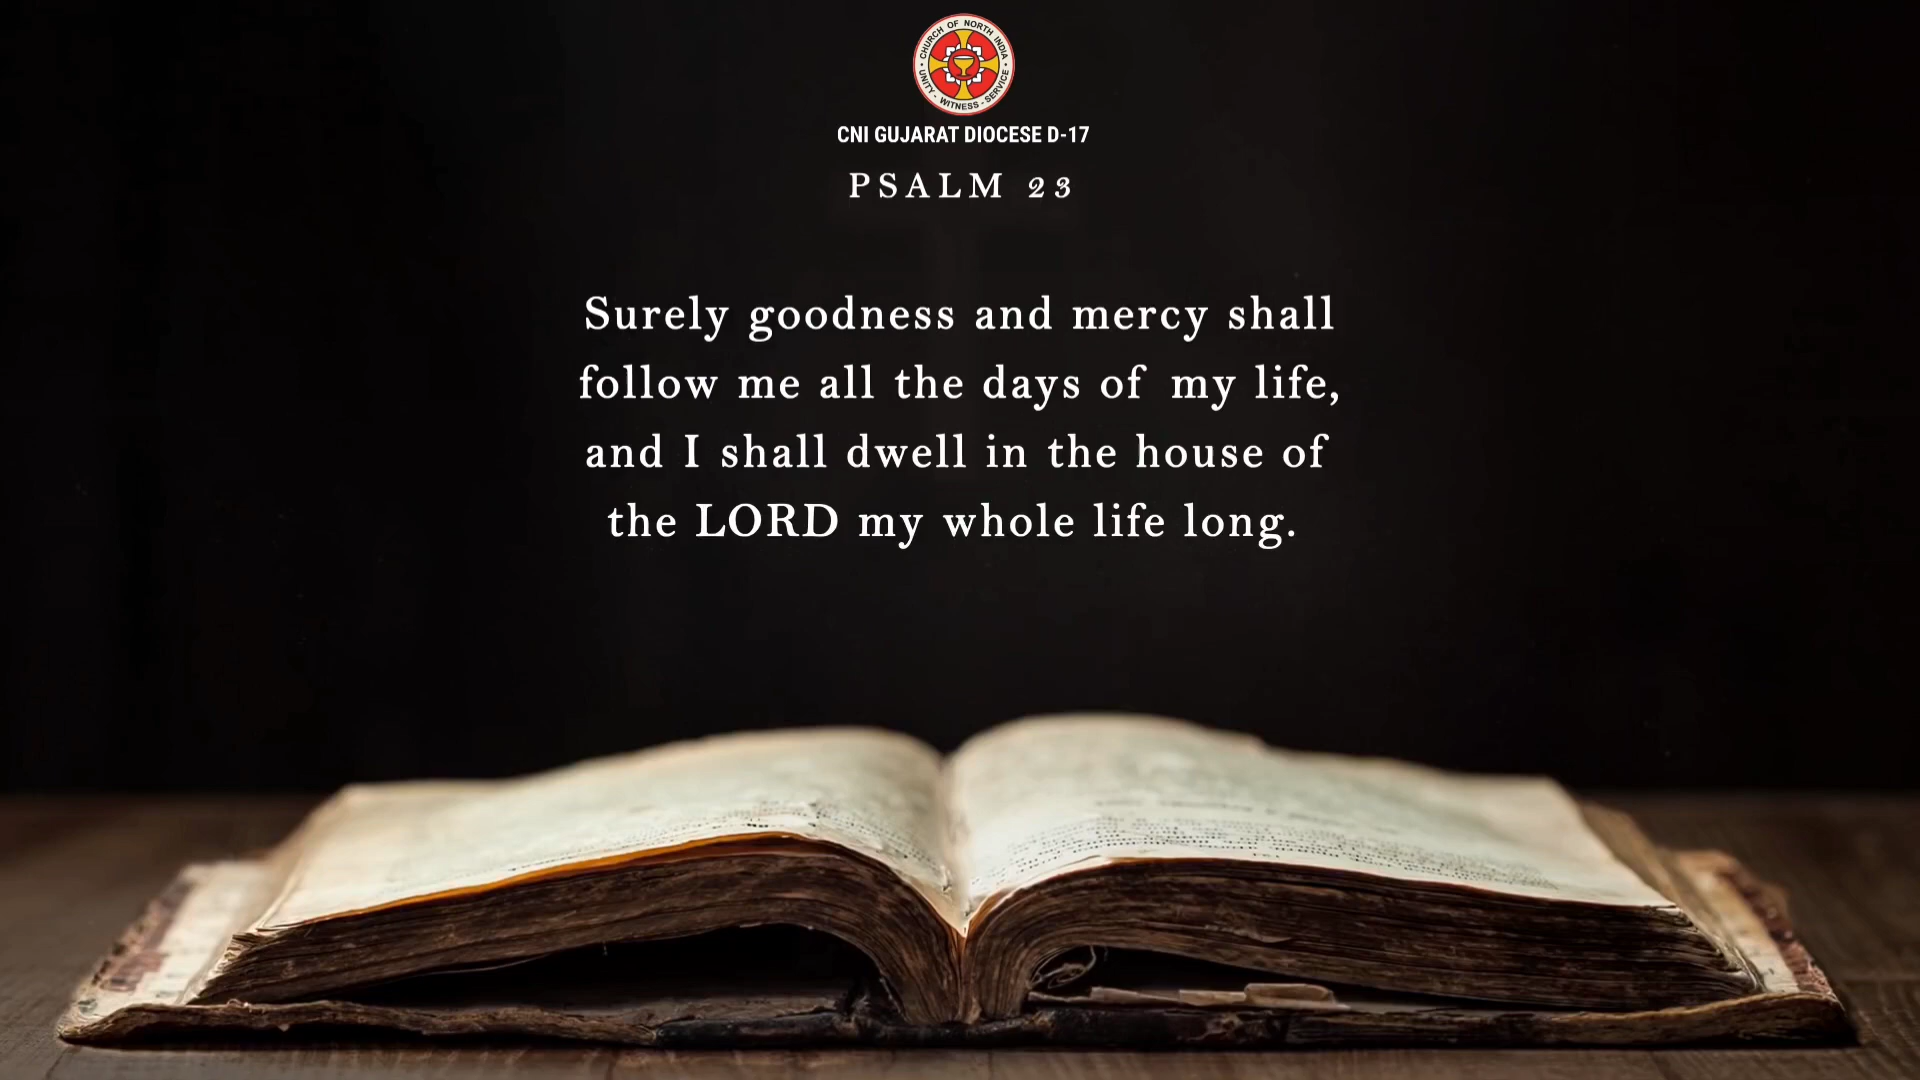 CHURCH OF NORTH INDIA
UNITY - WITNESS - SERVICE
CNI GUJARAT DIOCESE D-17
PSALM 23
Surely goodness and mercy shall
follow me all the days of my life,
and I shall dwell in the house of
the LORD my whole life long.